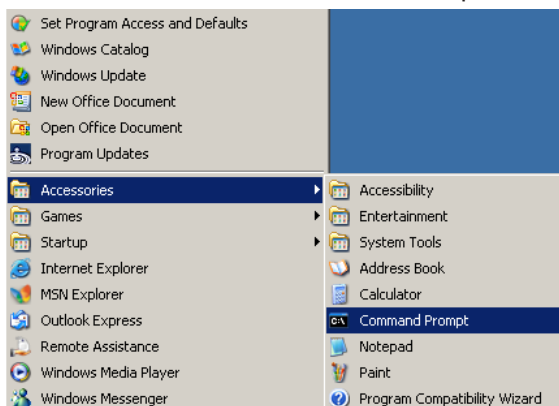 Set Program Access and Defaults
Windows Catalog
Windows Update
New Office Document
Open Office Document
Program Updates
Accessories
Games
Startup
Internet Explorer
MSN Explorer
Outlook Express
Remote Assistance
Windows Media Player
Windows Messenger
Accessibility
Entertainment
System Tools
Address Book
Calculator
C:\ Command Prompt
Notepad
Paint
Program Compatibility Wizard